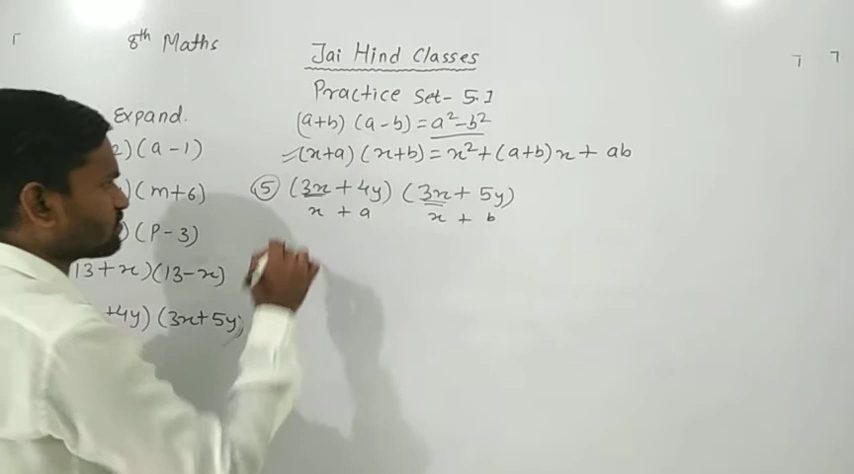 8th Maths
Jai Hind Classes
Practice Set- 5.1
Expand.
(a+b) (a-b) = a²-b²
2) (a-1)
(x+a) (x+b) = x²+(a+b)x + ab
) (m+6)
⑤ (3x + 4y) (3x + 5y)
x + a x + b
) (P-3)
13+x)(13-x)
+4y) (3x+5y)